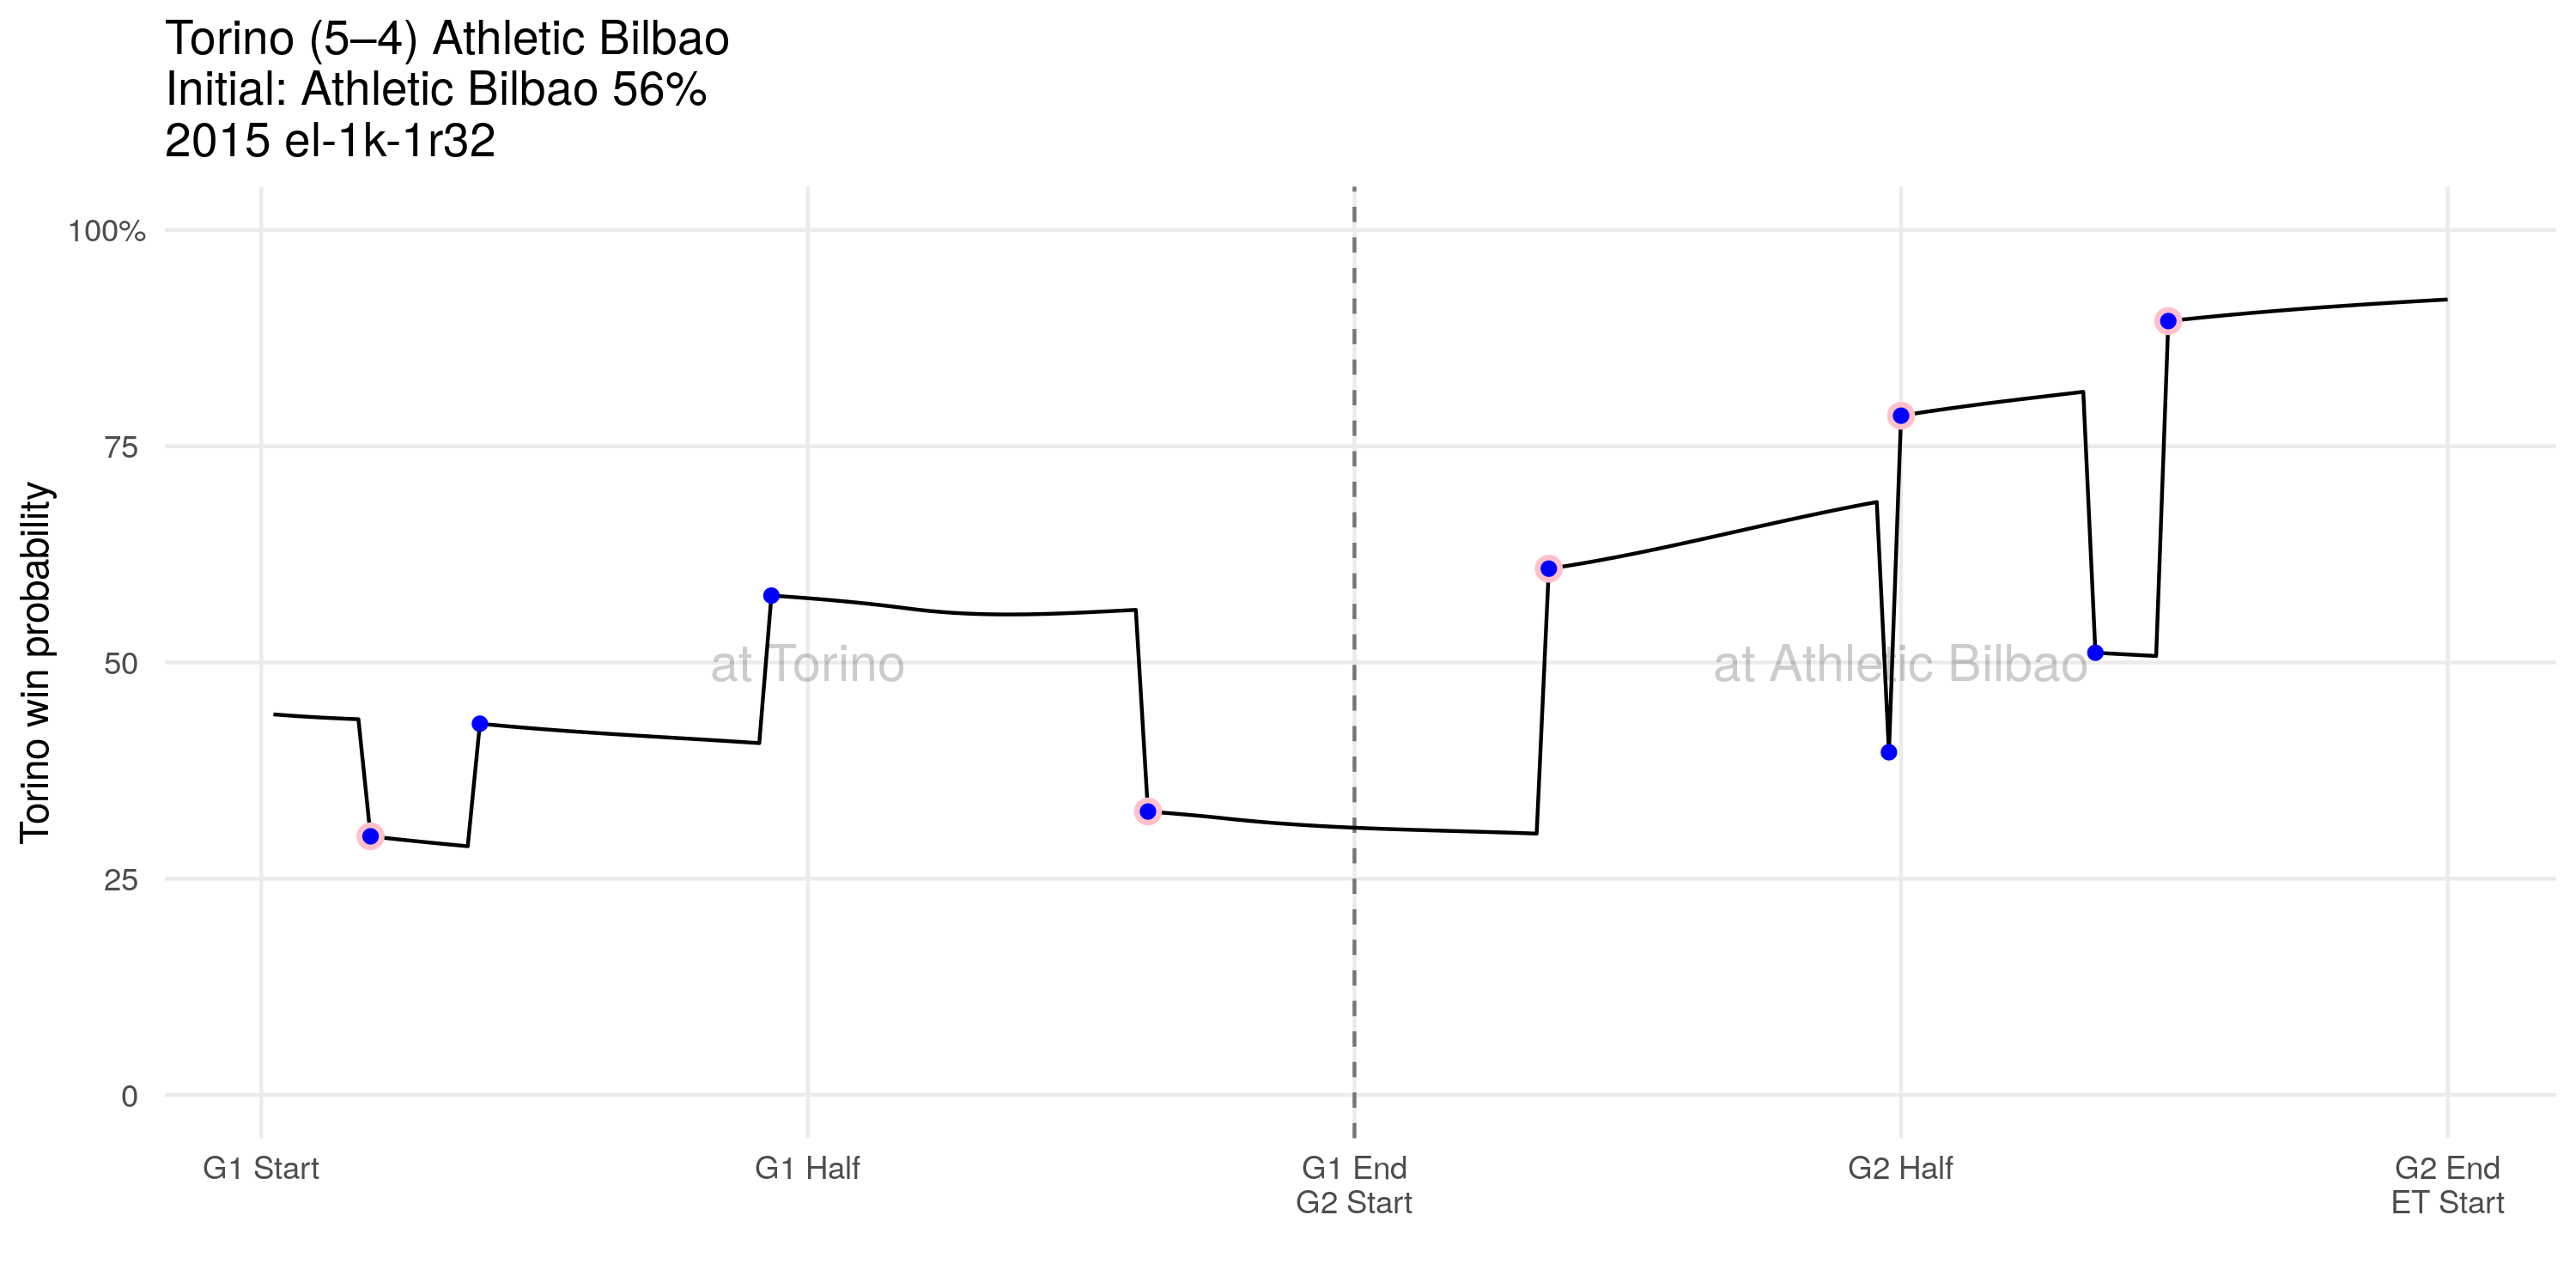 Torino (5–4) Athletic Bilbao
Initial: Athletic Bilbao 56%
2015 el-1k-1r32
Torino win probability
100%
75
50
25
0
at Torino
at Athletic Bilbao
G1 Start
G1 Half
G1 End
G2 Start
G2 Half
G2 End
ET Start